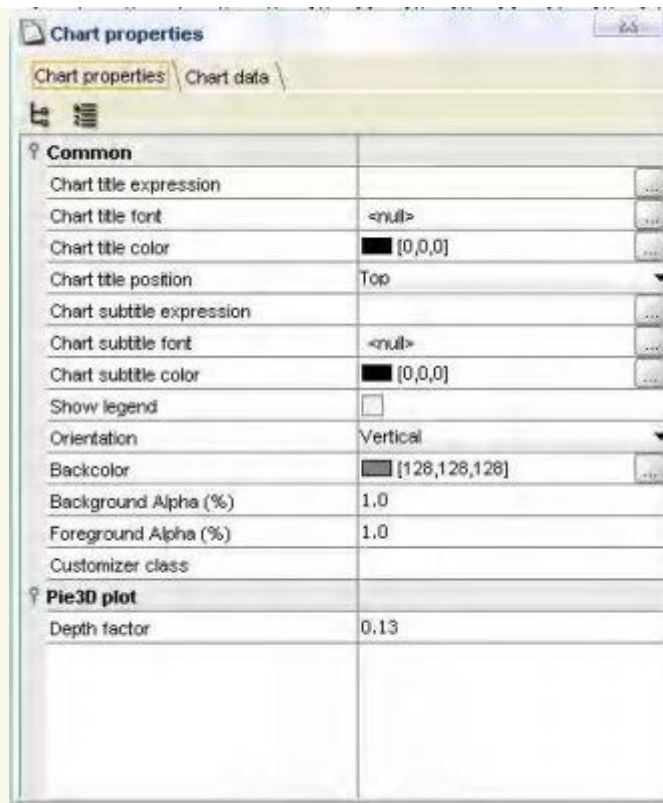 Chart properties
Chart properties Chart data
Common
Chart title expression ...
Chart title font <null> ...
Chart title color [0,0,0] ...
Chart title position Top
Chart subtitle expression ...
Chart subtitle font <null> ...
Chart subtitle color [0,0,0] ...
Show legend
Orientation Vertical
Backcolor [128,128,128] ...
Background Alpha (%) 1.0
Foreground Alpha (%) 1.0
Customizer class
Pie3D plot
Depth factor 0.13